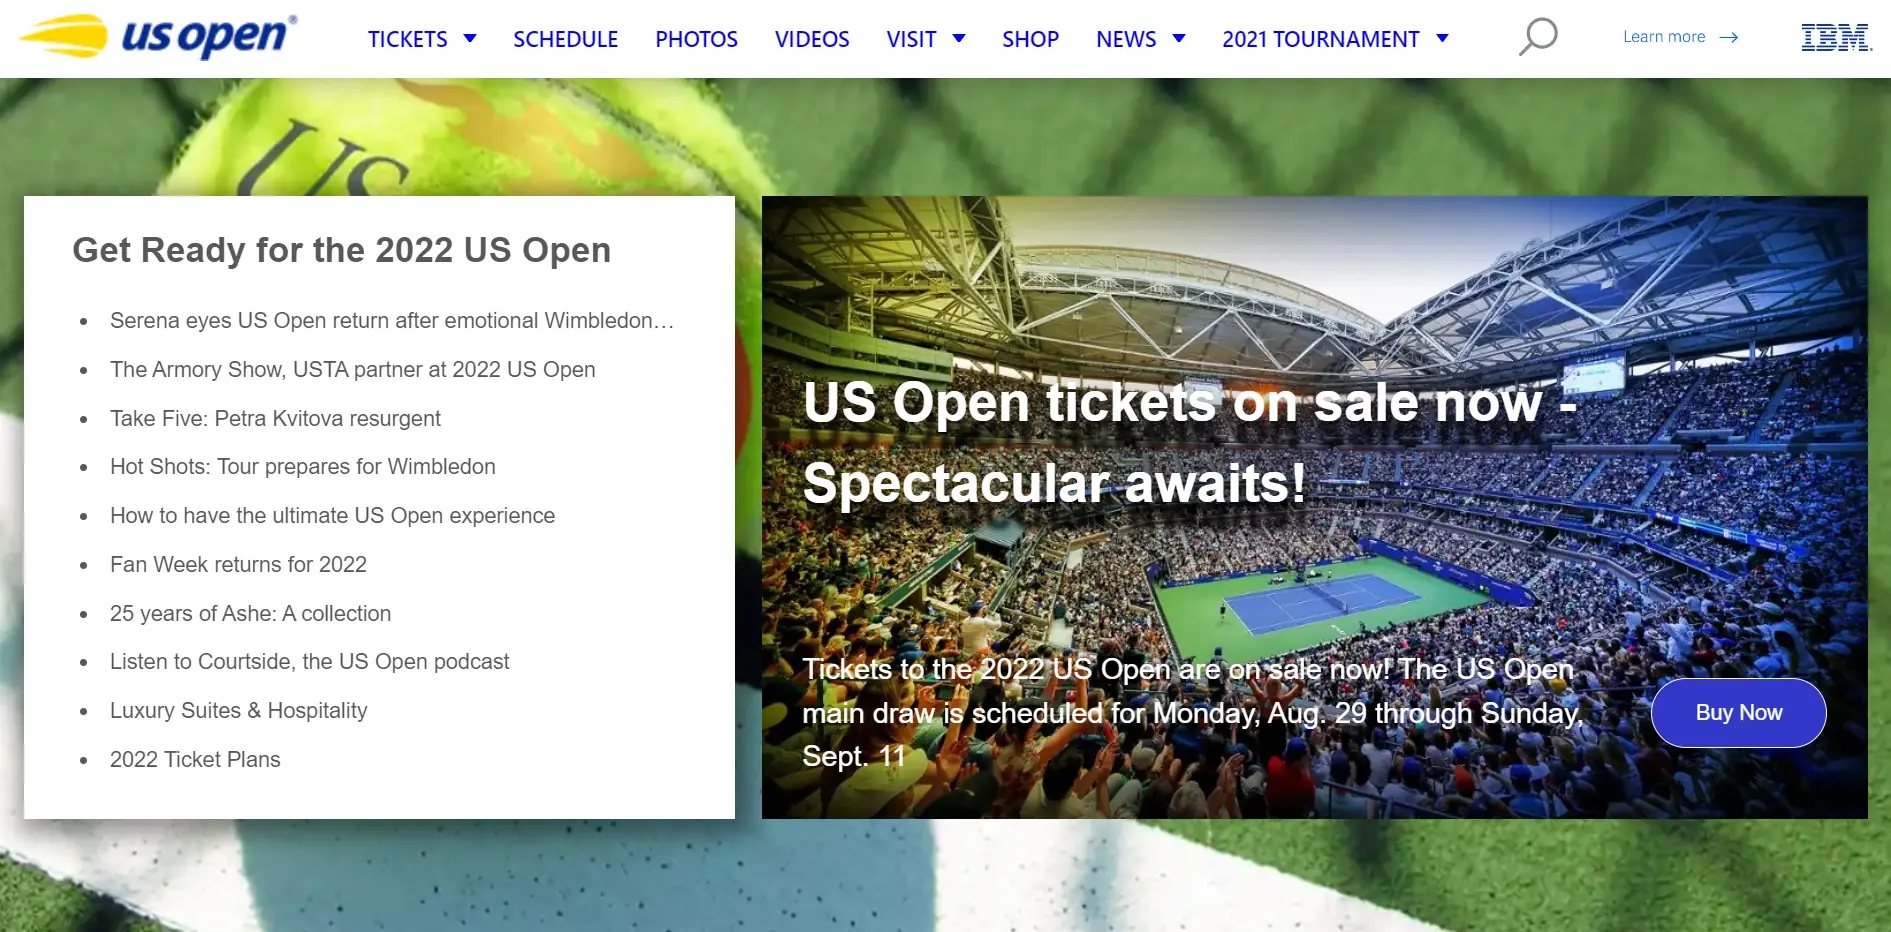 us open®
TICKETS
SCHEDULE
PHOTOS
VIDEOS
VISIT
SHOP
NEWS
2021 TOURNAMENT
Learn more →
IBM
US
Get Ready for the 2022 US Open
• Serena eyes US Open return after emotional Wimbledon…
• The Armory Show, USTA partner at 2022 US Open
• Take Five: Petra Kvitova resurgent
• Hot Shots: Tour prepares for Wimbledon
• How to have the ultimate US Open experience
• Fan Week returns for 2022
• 25 years of Ashe: A collection
• Listen to Courtside, the US Open podcast
• Luxury Suites & Hospitality
• 2022 Ticket Plans
US Open tickets on sale now -
Spectacular awaits!
Tickets to the 2022 US Open are on sale now! The US Open
main draw is scheduled for Monday, Aug. 29 through Sunday,
Sept. 11
Buy Now